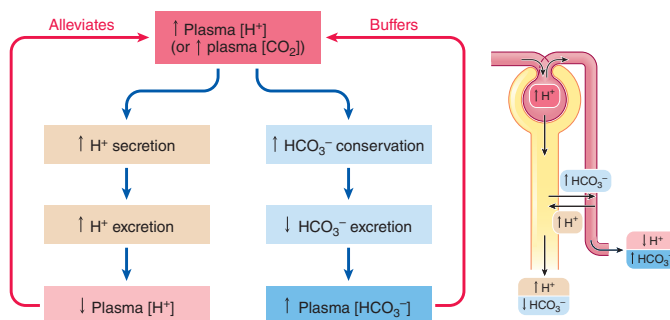 Alleviates
↑ Plasma [H⁺]
(or ↑ plasma [CO₂])
Buffers
↑ H⁺ secretion
↑ HCO₃⁻ conservation
↑ H⁺ excretion
↓ HCO₃⁻ excretion
↓ Plasma [H⁺]
↑ Plasma [HCO₃⁻]
↑ H⁺
↑ HCO₃⁻
↑ H⁺
↓ H⁺
↑ HCO₃⁻
↑ H⁺
↓ HCO₃⁻